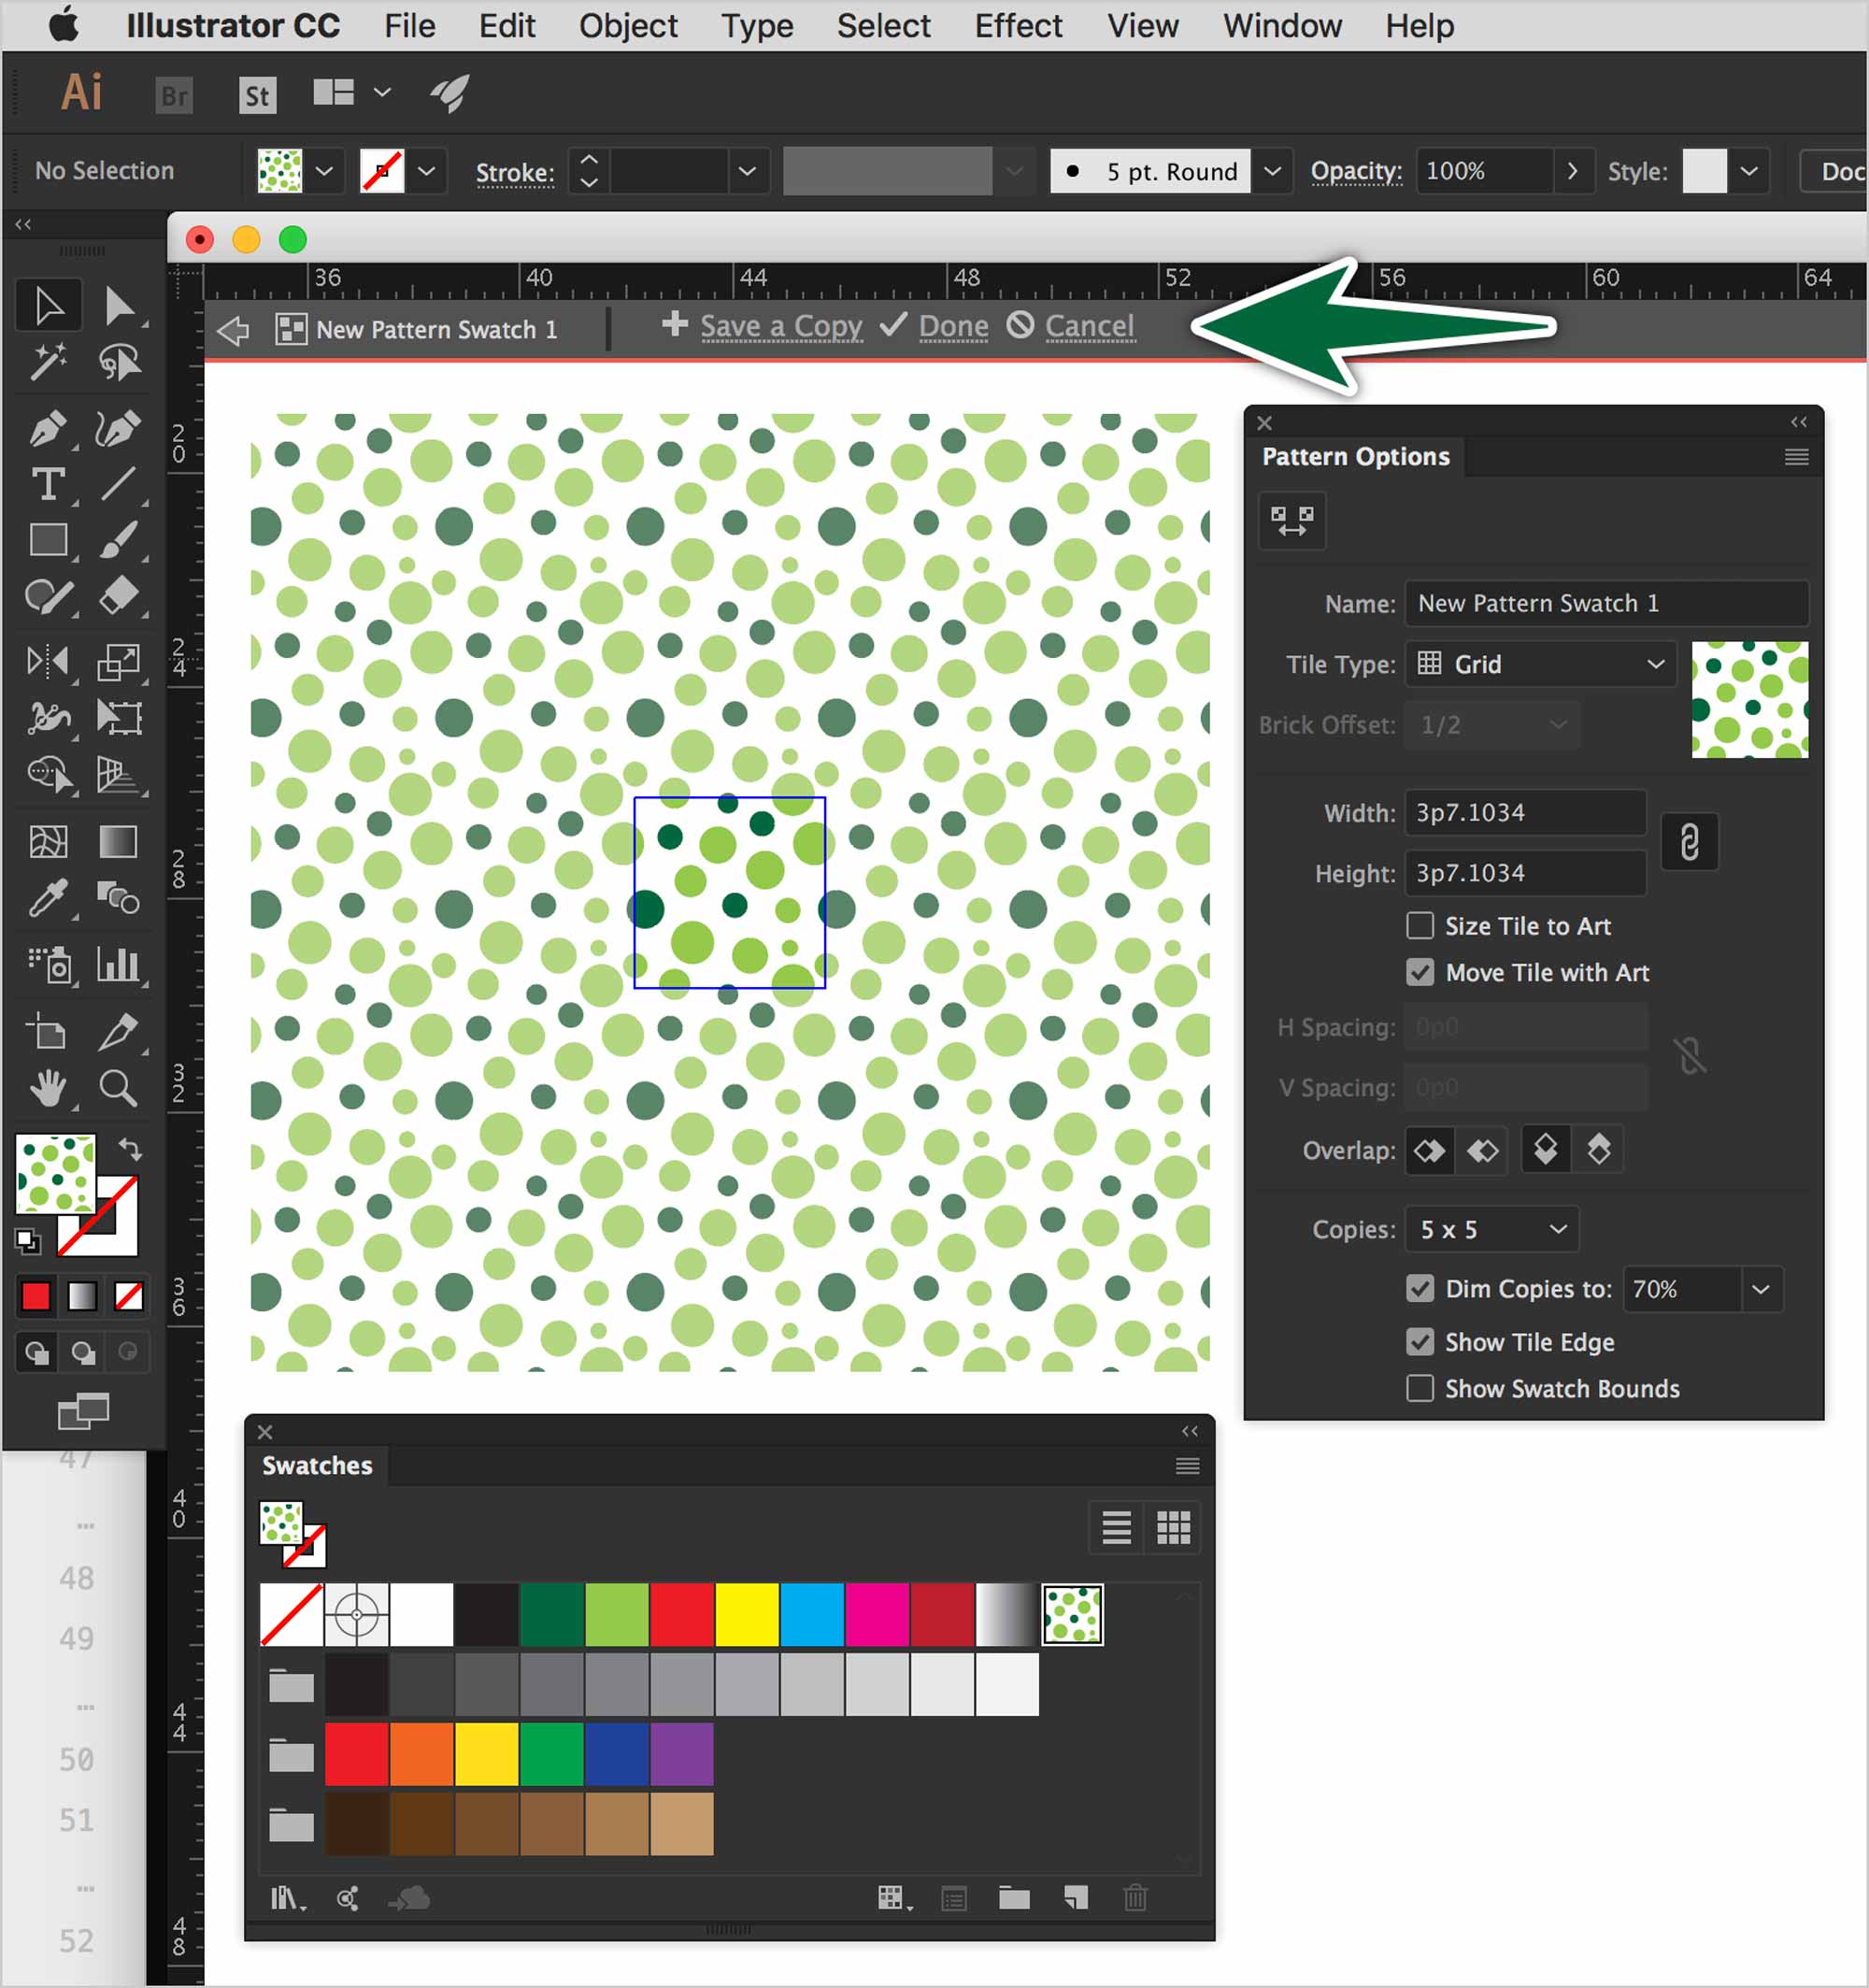 Illustrator CC File Edit Object Type Select Effect View Window Help
Ai Br St
No Selection Stroke: 5 pt. Round Opacity: 100% Style: Doc
36 40 44 48 52 56 60 64
New Pattern Swatch 1 Save a Copy Done Cancel
20
24
28
32
36
40
44
48
Pattern Options
Name: New Pattern Swatch 1
Tile Type: Grid
Brick Offset: 1/2
Width: 3p7.1034
Height: 3p7.1034
Size Tile to Art
Move Tile with Art
H Spacing: 0p0
V Spacing: 0p0
Overlap:
Copies: 5 x 5
Dim Copies to: 70%
Show Tile Edge
Show Swatch Bounds
Swatches
47
...
48
49
...
50
51
...
52